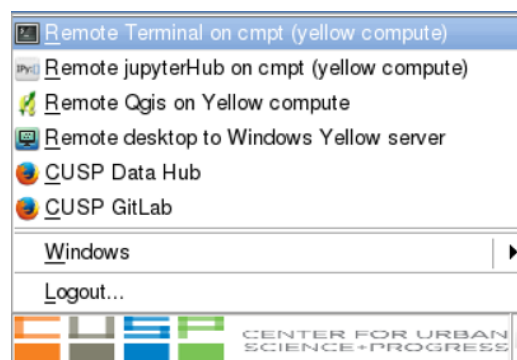 Remote Terminal on cmpt (yellow compute)
IPy: Remote jupyterHub on cmpt (yellow compute)
Remote Qgis on Yellow compute
Remote desktop to Windows Yellow server
CUSP Data Hub
CUSP GitLab
Windows
Logout...
CUSP
CENTER FOR URBAN
SCIENCE+PROGRESS